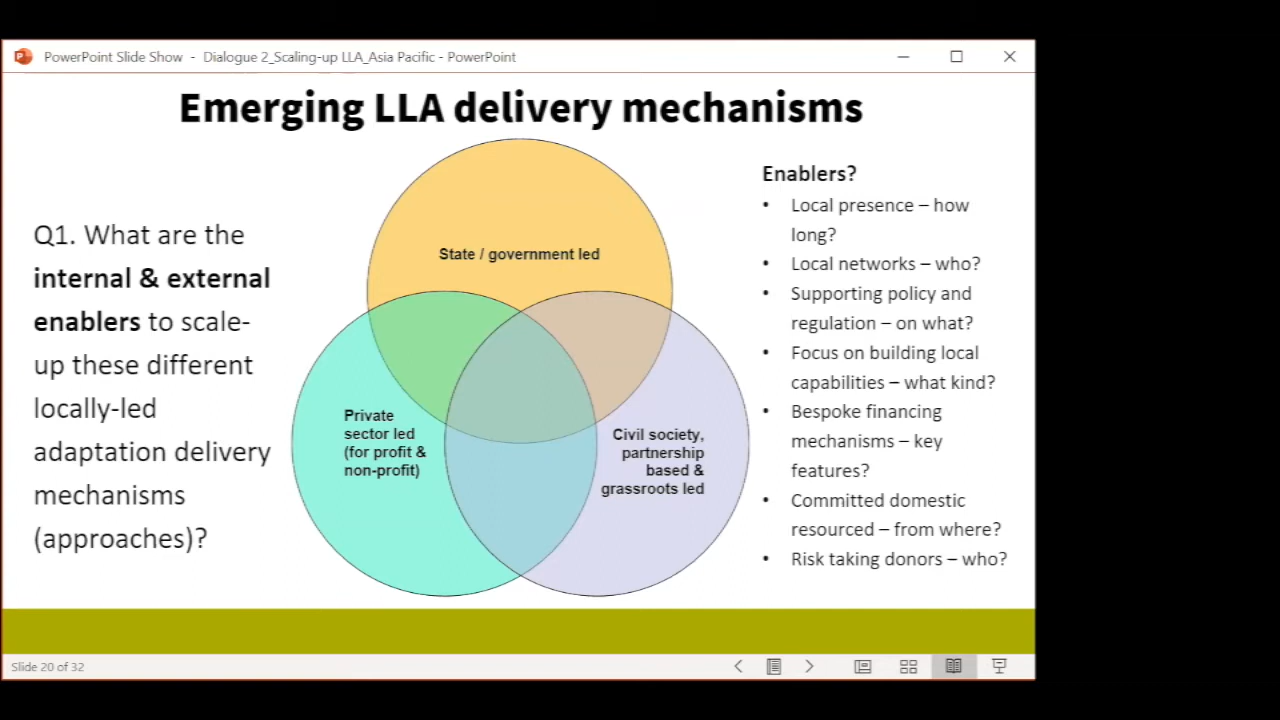 PowerPoint Slide Show - Dialogue 2_Scaling-up LLA_Asia Pacific - PowerPoint
Emerging LLA delivery mechanisms
Q1. What are the
internal & external
enablers to scale-
up these different
locally-led
adaptation delivery
mechanisms
(approaches)?
State / government led
Private
sector led
(for profit &
non-profit)
Civil society,
partnership
based &
grassroots led
Enablers?
• Local presence – how
long?
• Local networks – who?
• Supporting policy and
regulation – on what?
• Focus on building local
capabilities – what kind?
• Bespoke financing
mechanisms – key
features?
• Committed domestic
resourced – from where?
• Risk taking donors – who?
Slide 20 of 32